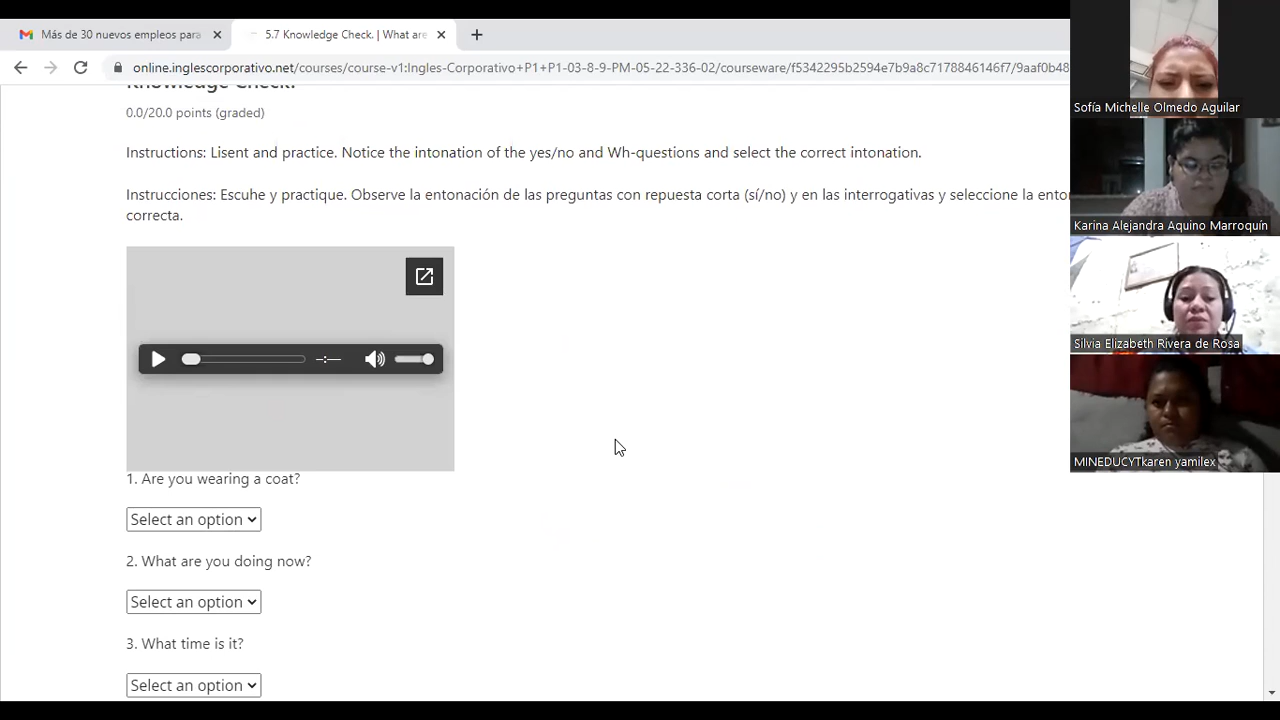 Más de 30 nuevos empleos para
5.7 Knowledge Check. | What are
online.inglescorporativo.net/courses/course-v1:Ingles-Corporativo+P1+P1-03-8-9-PM-05-22-336-02/courseware/f5342295b2594e7b9a8c7178846146f7/9aaf0b48
Knowledge Check.
0.0/20.0 points (graded)
Instructions: Lisent and practice. Notice the intonation of the yes/no and Wh-questions and select the correct intonation.
Instrucciones: Escuhe y practique. Observe la entonación de las preguntas con repuesta corta (sí/no) y en las interrogativas y seleccione la
correcta.
-:--
1. Are you wearing a coat?
Select an option
2. What are you doing now?
Select an option
3. What time is it?
Select an option
Sofía Michelle Olmedo Aguilar
Karina Alejandra Aquino Marroquín
Silvia Elizabeth Rivera de Rosa
MINEDUCYTkaren yamilex